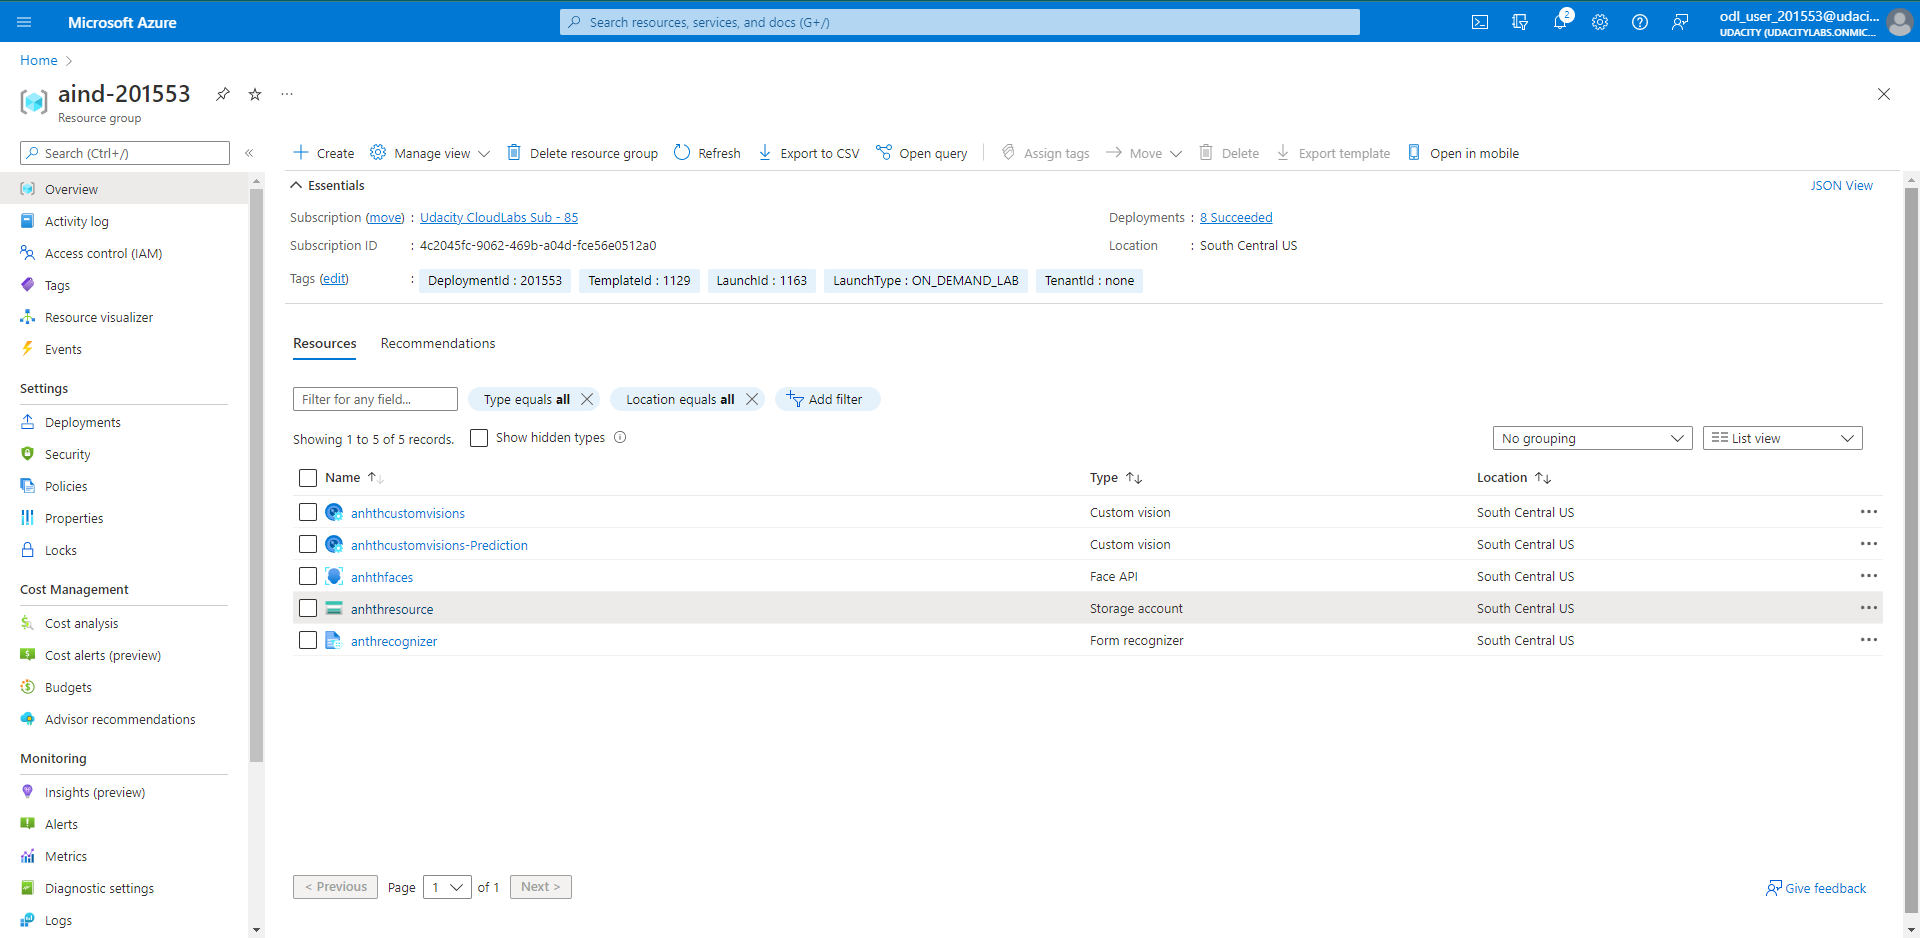 Microsoft Azure
Search resources, services, and docs (G+/)
2
odl_user_201553@udaci...
UDACITY (UDACITYLABS.ONMIC...
Home
aind-201553
Resource group
Search (Ctrl+/)
Create
Manage view
Delete resource group
Refresh
Export to CSV
Open query
Assign tags
Move
Delete
Export template
Open in mobile
Overview
Activity log
Access control (IAM)
Tags
Resource visualizer
Events
Settings
Deployments
Security
Policies
Properties
Locks
Cost Management
Cost analysis
Cost alerts (preview)
Budgets
Advisor recommendations
Monitoring
Insights (preview)
Alerts
Metrics
Diagnostic settings
Logs
Essentials
JSON View
Subscription (move) : Udacity CloudLabs Sub - 85
Deployments : 8 Succeeded
Subscription ID : 4c2045fc-9062-469b-a04d-fce56e0512a0
Location : South Central US
Tags (edit) : DeploymentId : 201553 TemplateId : 1129 LaunchId : 1163 LaunchType : ON_DEMAND_LAB TenantId : none
Resources Recommendations
Filter for any field...
Type equals all
Location equals all
Add filter
Showing 1 to 5 of 5 records.
Show hidden types
No grouping
List view
Name Type Location
anhthcustomvisions Custom vision South Central US
anhthcustomvisions-Prediction Custom vision South Central US
anhthfaces Face API South Central US
anhthresource Storage account South Central US
anthrecognizer Form recognizer South Central US
< Previous Page 1 of 1 Next >
Give feedback